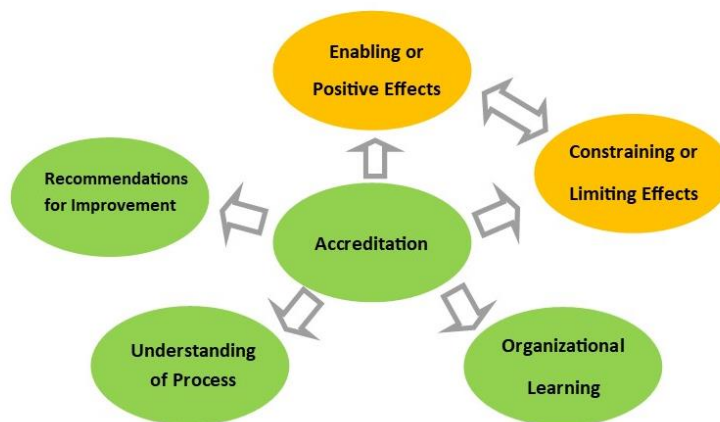 Enabling or
Positive Effects
Constraining or
Limiting Effects
Recommendations
for Improvement
Accreditation
Understanding
of Process
Organizational
Learning